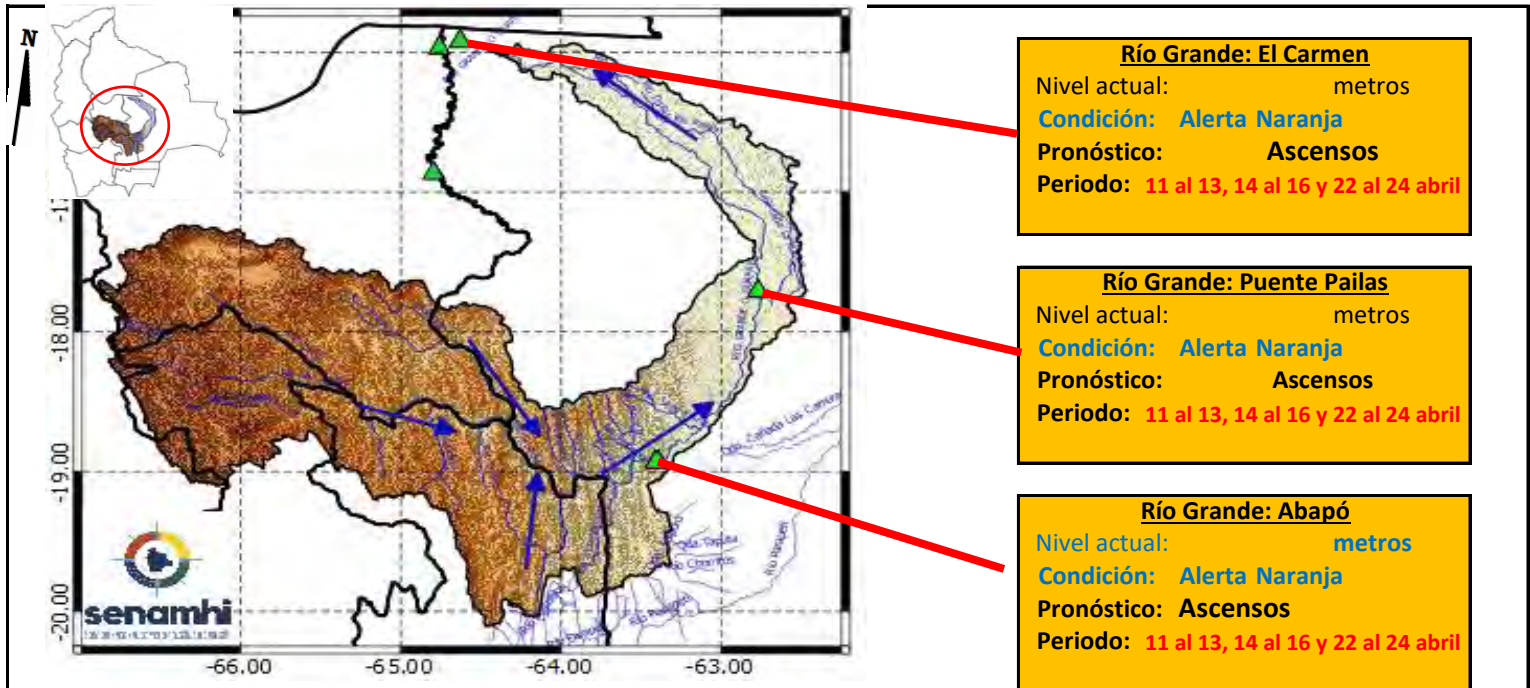 N
Río Grande: El Carmen
Nivel actual: metros
Condición: Alerta Naranja
Pronóstico: Ascensos
Periodo: 11 al 13, 14 al 16 y 22 al 24 abril
Río Grande: Puente Pailas
Nivel actual: metros
Condición: Alerta Naranja
Pronóstico: Ascensos
Periodo: 11 al 13, 14 al 16 y 22 al 24 abril
Río Grande: Abapó
Nivel actual: metros
Condición: Alerta Naranja
Pronóstico: Ascensos
Periodo: 11 al 13, 14 al 16 y 22 al 24 abril
-18.00
-19.00
-20.00
-66.00
-65.00
-64.00
-63.00
senamhi